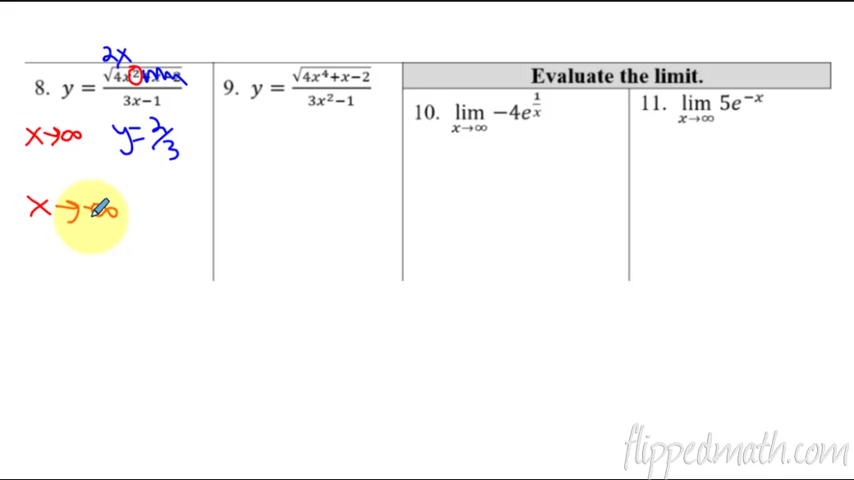 2x
8. y = √4x² / 3x−1
x→∞ y=2/3
x→-∞
9. y = √4x⁴+x−2 / 3x²−1
Evaluate the limit.
10. lim x→∞ −4e^(1/x)
11. lim x→∞ 5e^(−x)
flippedmath.com